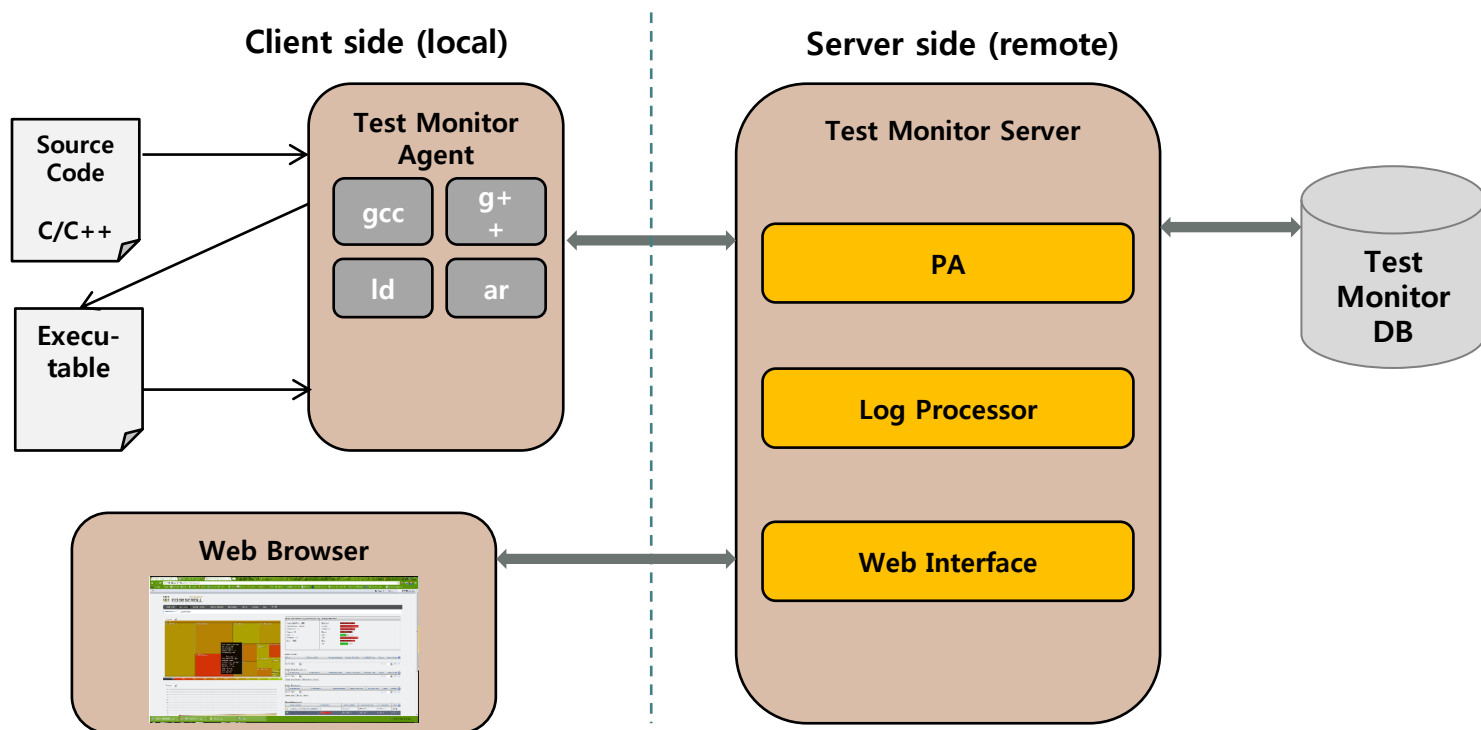 Client side (local)
Server side (remote)
Source
Code
C/C++
Test Monitor
Agent
gcc
g+
+
ld
ar
Execu-
table
Web Browser
Test Monitor Server
PA
Log Processor
Web Interface
Test
Monitor
DB